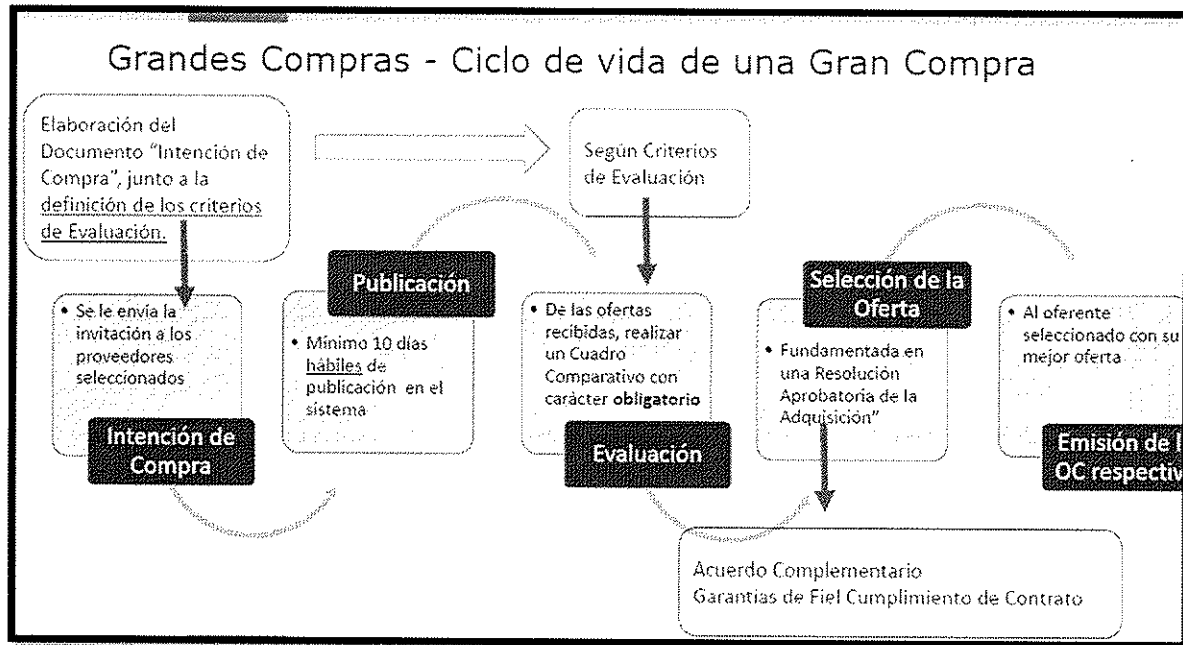 Grandes Compras - Ciclo de vida de una Gran Compra
Elaboración del
Documento "Intención de
Compra", junto a la
definición de los criterios
de Evaluación.
Según Criterios
de Evaluación
• Se le envía la
invitación a los
proveedores
seleccionados
Intención de
Compra
Publicación
• Mínimo 10 días
hábiles de
publicación en el
sistema
• De las ofertas
recibidas, realizar
un Cuadro
Comparativo con
carácter obligatorio
Evaluación
Selección de la
Oferta
• Fundamentada en
una Resolución
Aprobatoria de la
Adquisición"
• Al oferente
seleccionado con su
mejor oferta
Emisión de l
OC respectiv
Acuerdo Complementario
Garantías de Fiel Cumplimiento de Contrato